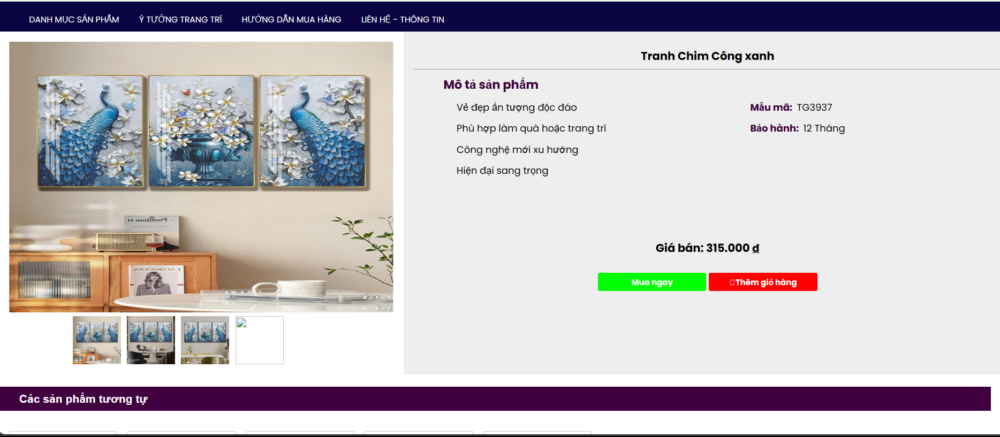 DANH MỤC SẢN PHẨM Ý TƯỞNG TRANG TRÍ HƯỚNG DẪN MUA HÀNG LIÊN HỆ - THÔNG TIN
Tranh Chim Công xanh
Mô tả sản phẩm
Vẻ đẹp ấn tượng độc đáo
Phù hợp làm quà hoặc trang trí
Công nghệ mới xu hướng
Hiện đại sang trọng
Mẫu mã: TG3937
Bảo hành: 12 Tháng
Premium
Giá bán: 315.000 đ
Mua ngay
Thêm giỏ hàng
Các sản phẩm tương tự